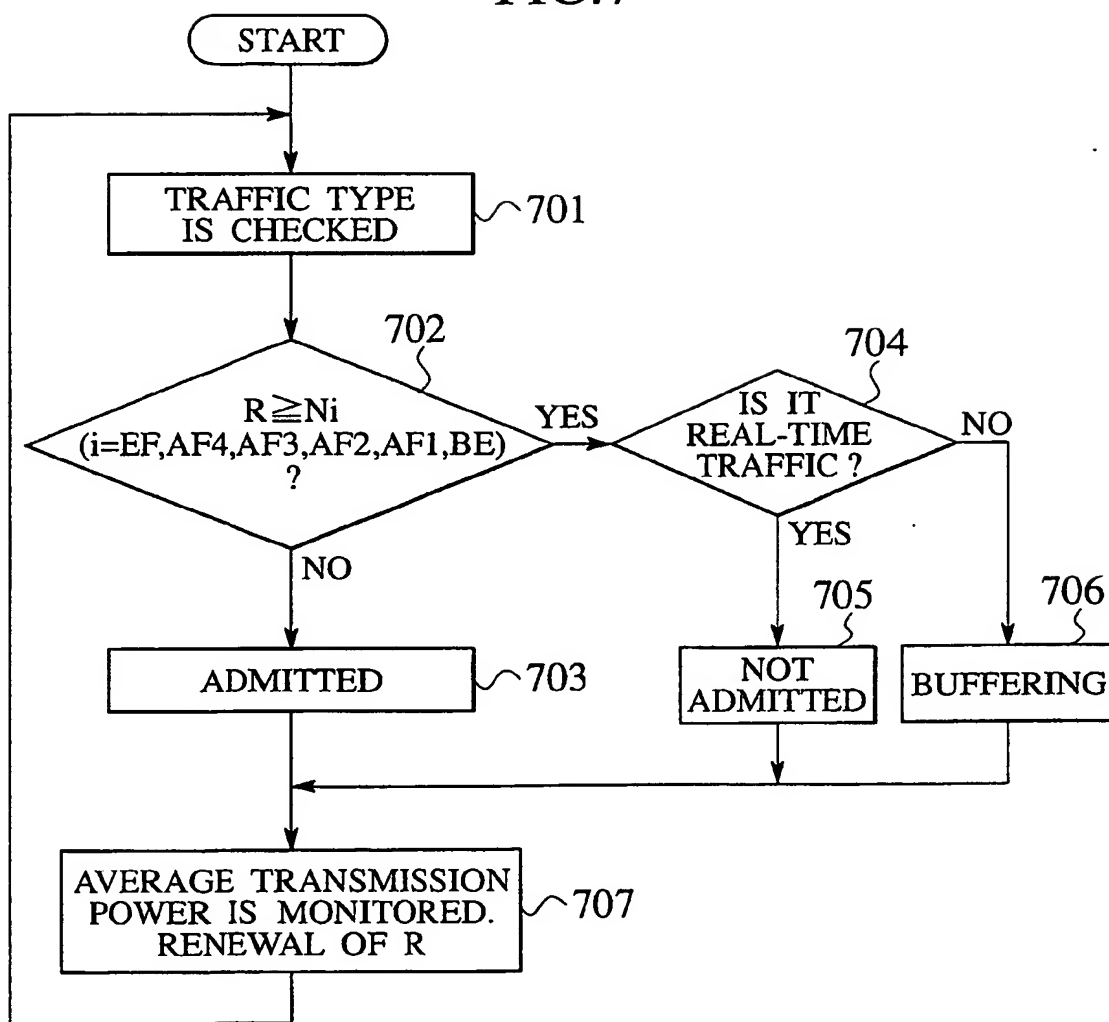 FIG.7
START
TRAFFIC TYPE
IS CHECKED
701
702
R≧Ni
(i=EF,AF4,AF3,AF2,AF1,BE)
?
YES
NO
704
IS IT
REAL-TIME
TRAFFIC ?
NO
YES
ADMITTED
703
705
NOT
ADMITTED
706
BUFFERING
AVERAGE TRANSMISSION
POWER IS MONITORED.
RENEWAL OF R
707